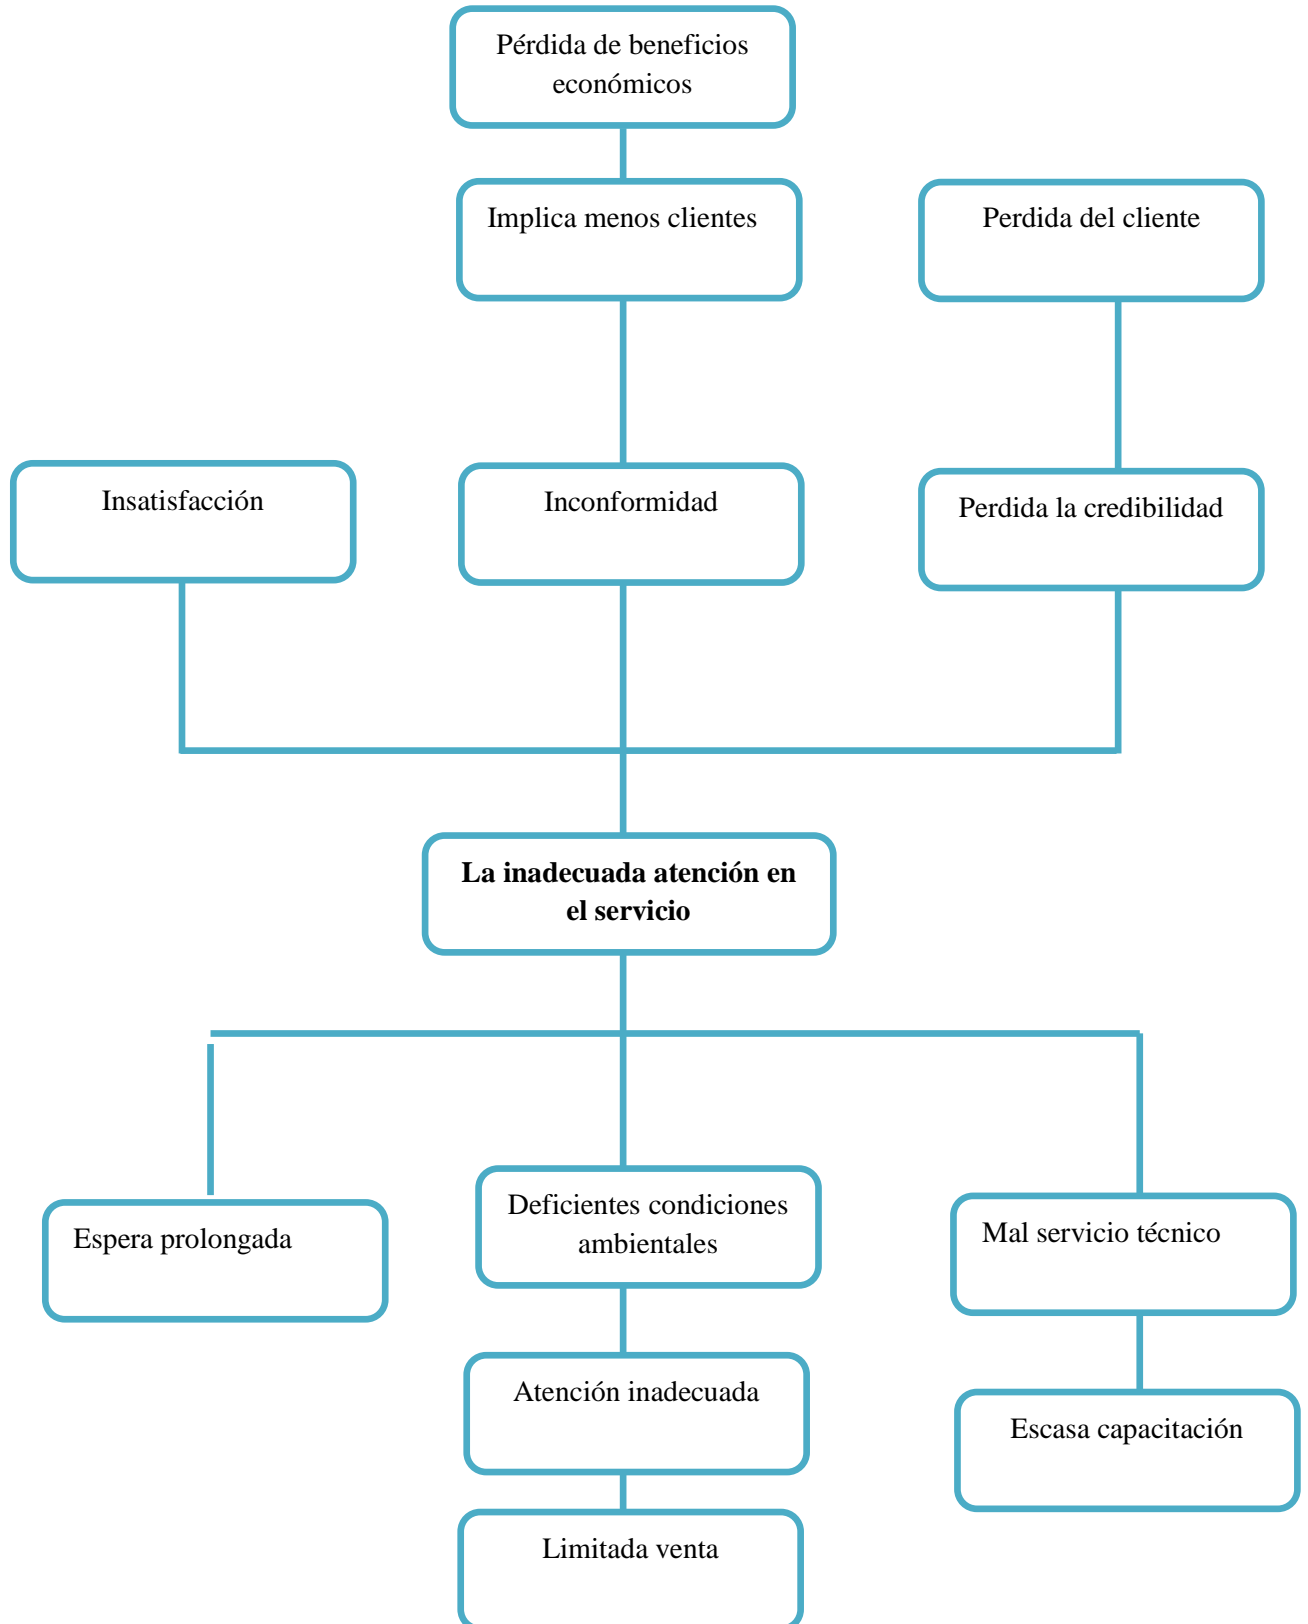 Pérdida de beneficios
económicos
Implica menos clientes
Perdida del cliente
Insatisfacción
Inconformidad
Perdida la credibilidad
La inadecuada atención en
el servicio
Espera prolongada
Deficientes condiciones
ambientales
Mal servicio técnico
Atención inadecuada
Escasa capacitación
Limitada venta